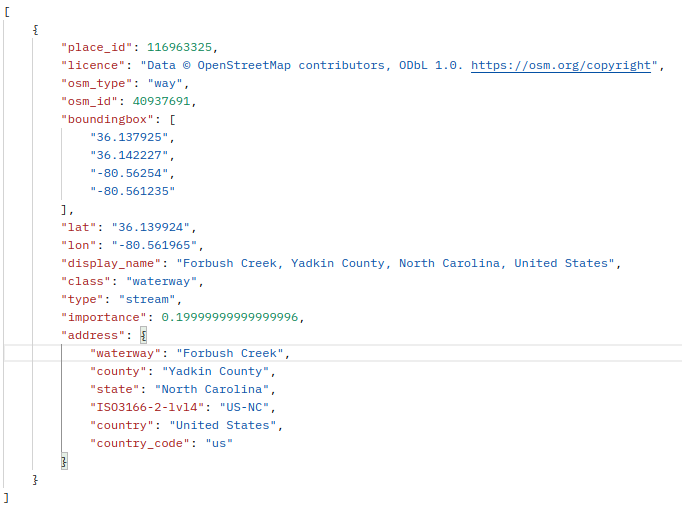 [
    {
        "place_id": 116963325,
        "licence": "Data © OpenStreetMap contributors, ODbL 1.0. https://osm.org/copyright",
        "osm_type": "way",
        "osm_id": 40937691,
        "boundingbox": [
            "36.137925",
            "36.142227",
            "-80.56254",
            "-80.561235"
        ],
        "lat": "36.139924",
        "lon": "-80.561965",
        "display_name": "Forbush Creek, Yadkin County, North Carolina, United States",
        "class": "waterway",
        "type": "stream",
        "importance": 0.19999999999999996,
        "address": {
            "waterway": "Forbush Creek",
            "county": "Yadkin County",
            "state": "North Carolina",
            "ISO3166-2-lvl4": "US-NC",
            "country": "United States",
            "country_code": "us"
        }
    }
]